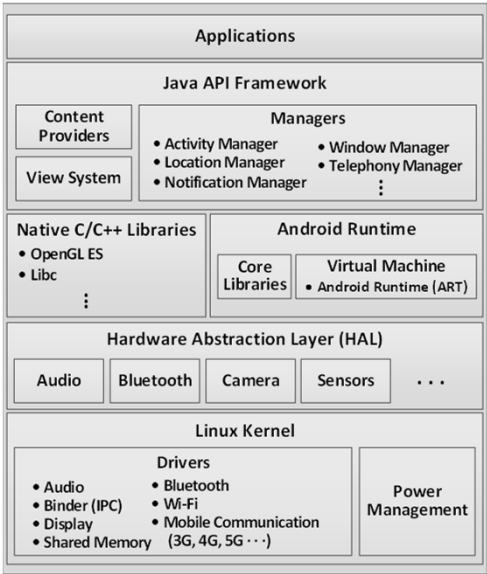 Applications
Java API Framework
Content
Providers
View System
Managers
• Activity Manager
• Location Manager
• Notification Manager
• Window Manager
• Telephony Manager
⋮
Native C/C++ Libraries
• OpenGL ES
• Libc
⋮
Android Runtime
Core
Libraries
Virtual Machine
• Android Runtime (ART)
Hardware Abstraction Layer (HAL)
Audio
Bluetooth
Camera
Sensors
· · ·
Linux Kernel
Drivers
• Audio
• Binder (IPC)
• Display
• Shared Memory
• Bluetooth
• Wi-Fi
• Mobile Communication
(3G, 4G, 5G · · ·)
Power
Management